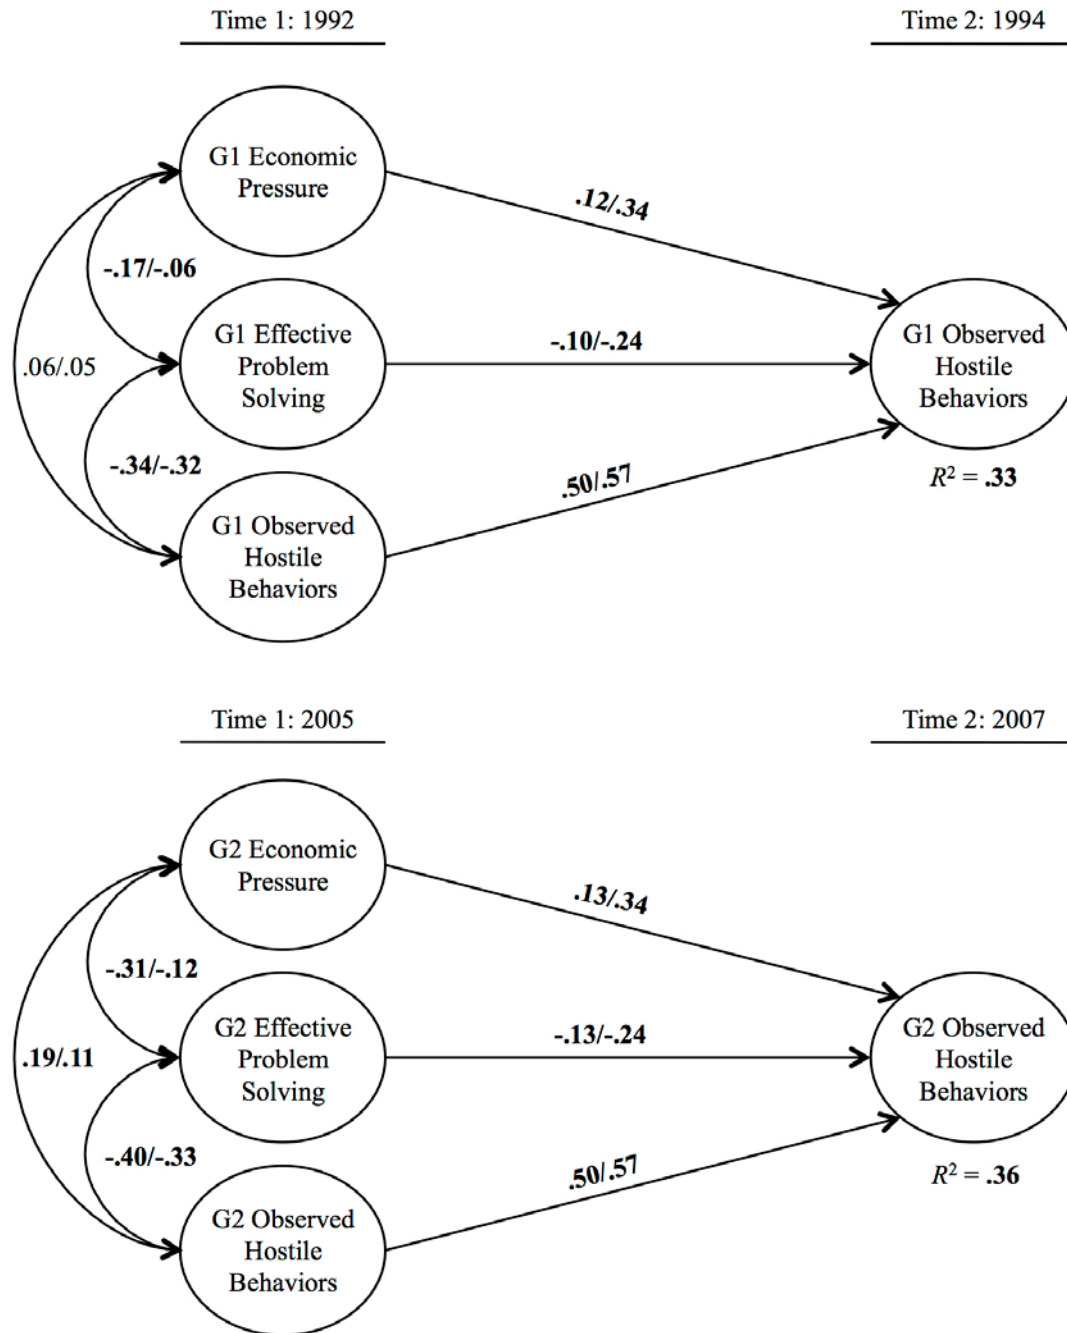 Time 1: 1992
Time 2: 1994
G1 Economic
Pressure
.12/.34
-.17/-.06
G1 Effective
Problem
Solving
-.10/-.24
G1 Observed
Hostile
Behaviors
.06/.05
-.34/-.32
.50/.57
R² = .33
G1 Observed
Hostile
Behaviors
Time 1: 2005
Time 2: 2007
G2 Economic
Pressure
.13/.34
-.31/-.12
G2 Effective
Problem
Solving
-.13/-.24
G2 Observed
Hostile
Behaviors
.19/.11
-.40/-.33
.50/.57
R² = .36
G2 Observed
Hostile
Behaviors